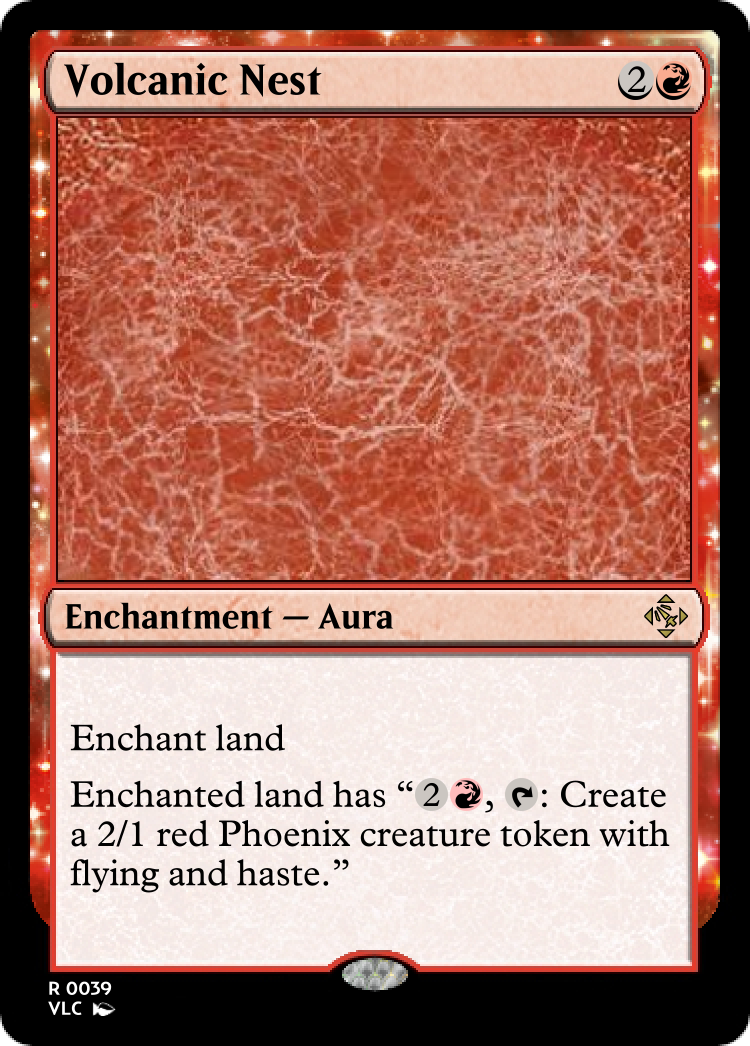 Volcanic Nest 2
Enchantment — Aura
Enchant land
Enchanted land has “2, : Create
a 2/1 red Phoenix creature token with
flying and haste.”
R 0039
VLC